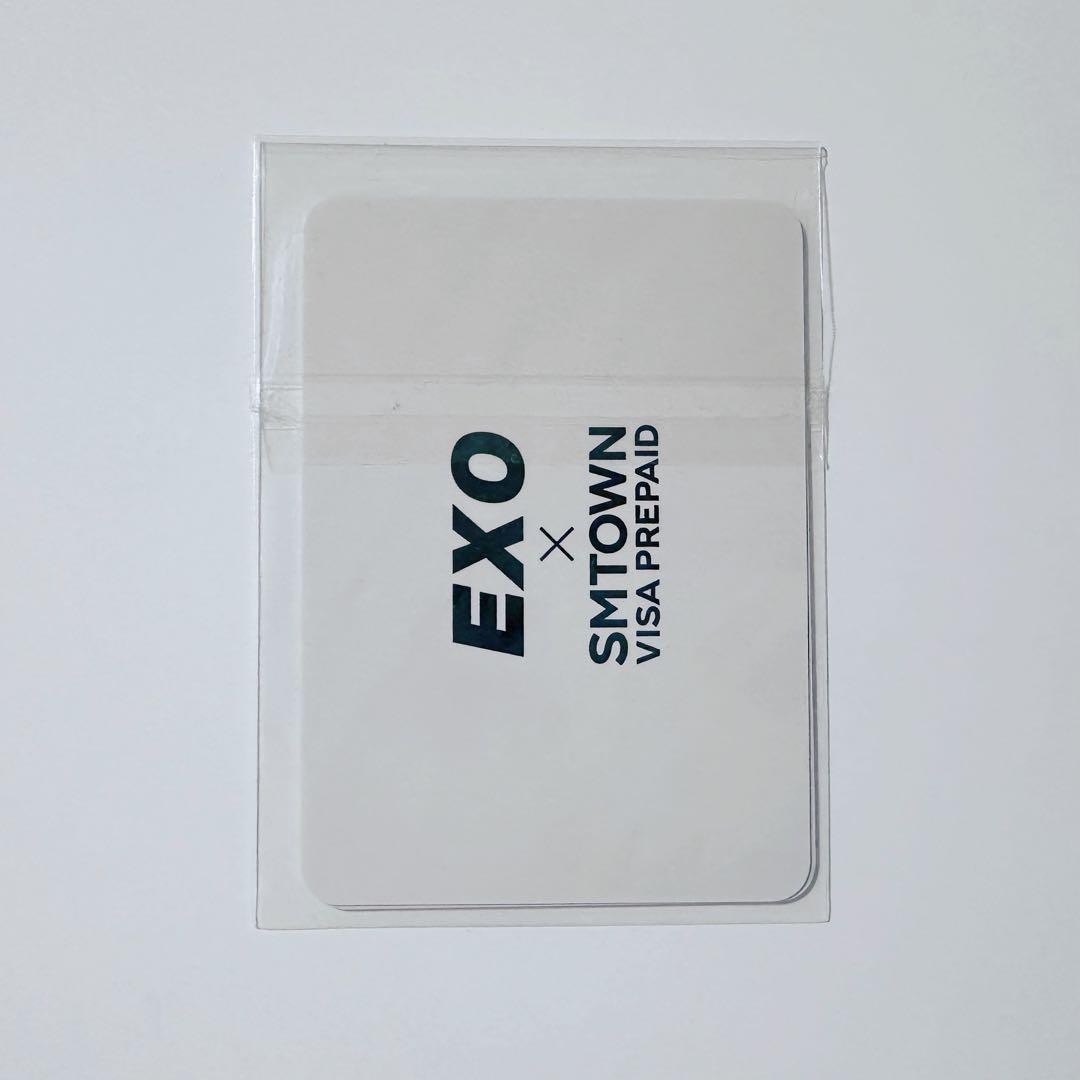 EXO
×
SMTOWN
VISA PREPAID